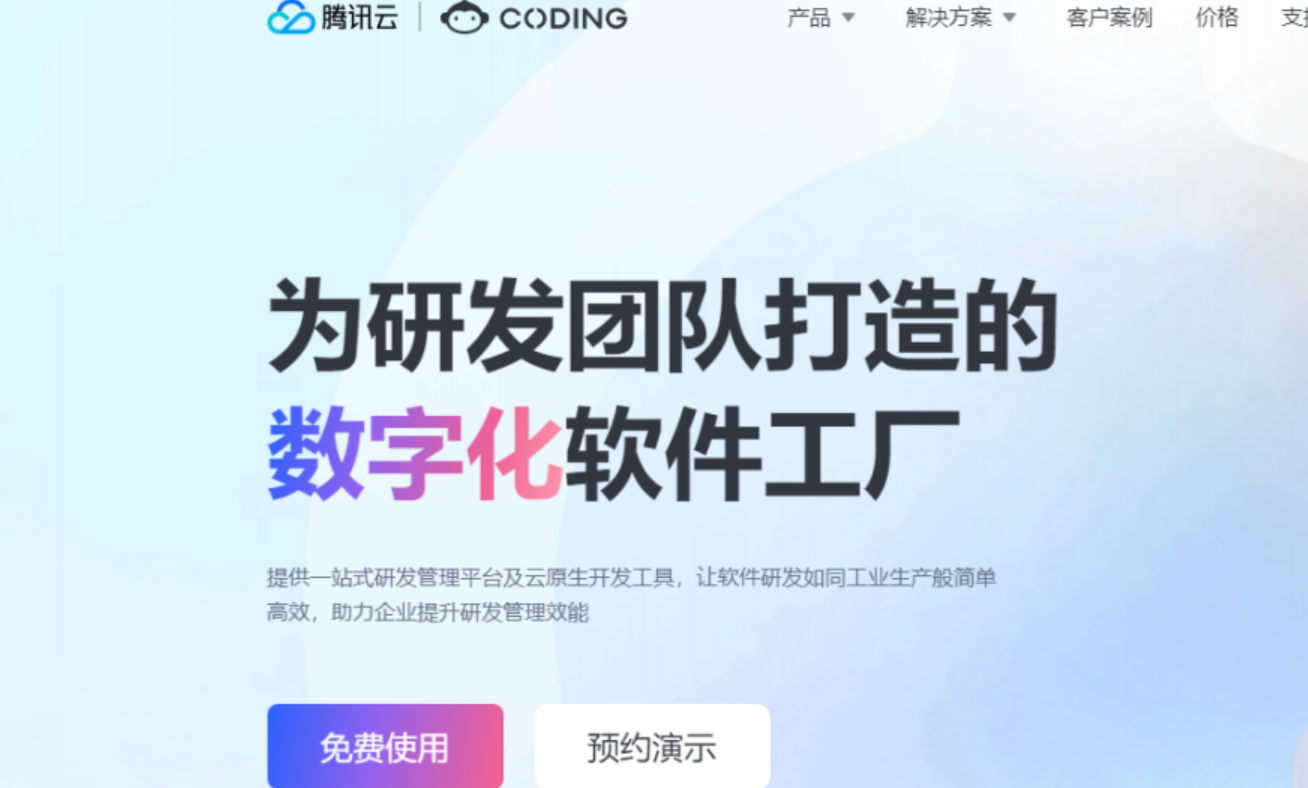 腾讯云 | CODING 产品 解决方案 客户案例 价格
为研发团队打造的
数字化软件工厂
提供一站式研发管理平台及云原生开发工具，让软件研发如同工业生产般简单
高效，助力企业提升研发管理效能
免费使用 预约演示